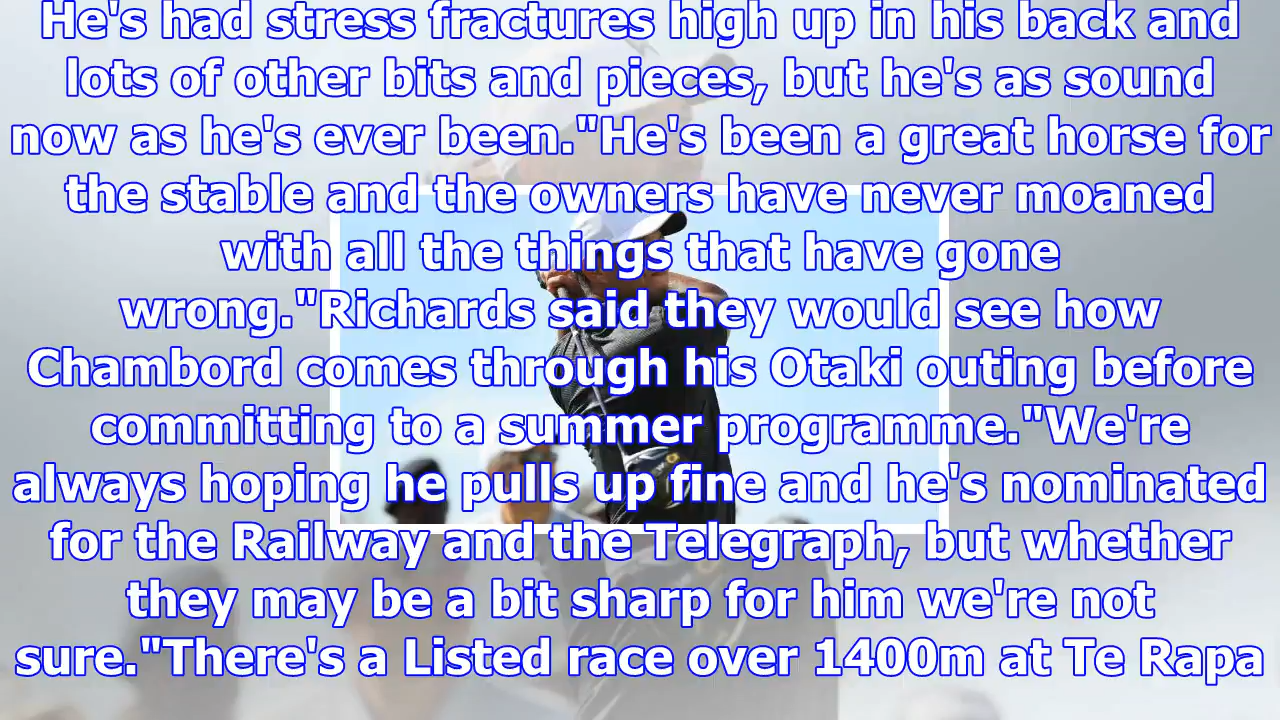 He's had stress fractures high up in his back and
lots of other bits and pieces, but he's as sound
now as he's ever been."He's been a great horse for
the stable and the owners have never moaned
with all the things that have gone
wrong."Richards said they would see how
Chambord comes through his Otaki outing before
committing to a summer programme."We're
always hoping he pulls up fine and he's nominated
for the Railway and the Telegraph, but whether
they may be a bit sharp for him we're not
sure."There's a Listed race over 1400m at Te Rapa